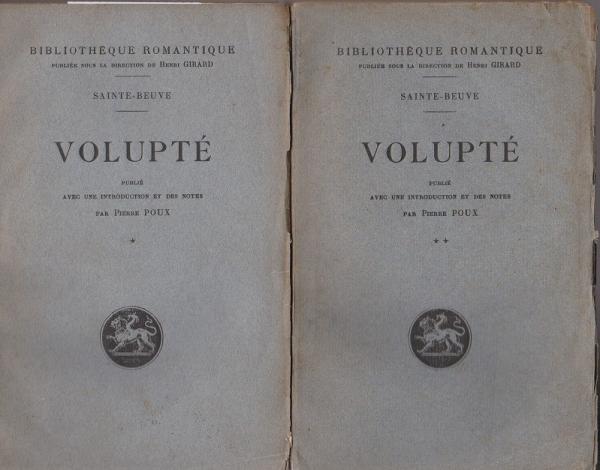 BIBLIOTHÈQUE ROMANTIQUE
PUBLIÉE SOUS LA DIRECTION DE HENRI GIRARD
SAINTE-BEUVE
VOLUPTÉ
PUBLIÉ
AVEC UNE INTRODUCTION ET DES NOTES
PAR PIERRE POUX
*
BIBLIOTHÈQUE ROMANTIQUE
PUBLIÉE SOUS LA DIRECTION DE HENRI GIRARD
SAINTE-BEUVE
VOLUPTÉ
PUBLIÉ
AVEC UNE INTRODUCTION ET DES NOTES
PAR PIERRE POUX
**